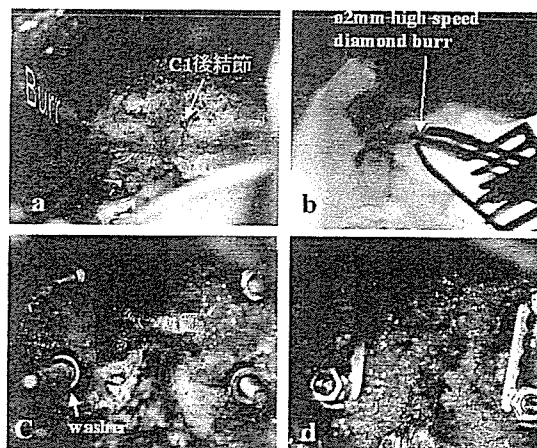 C1後結節
Burr
a
ø2mm high speed
diamond burr
b
C
washer
d